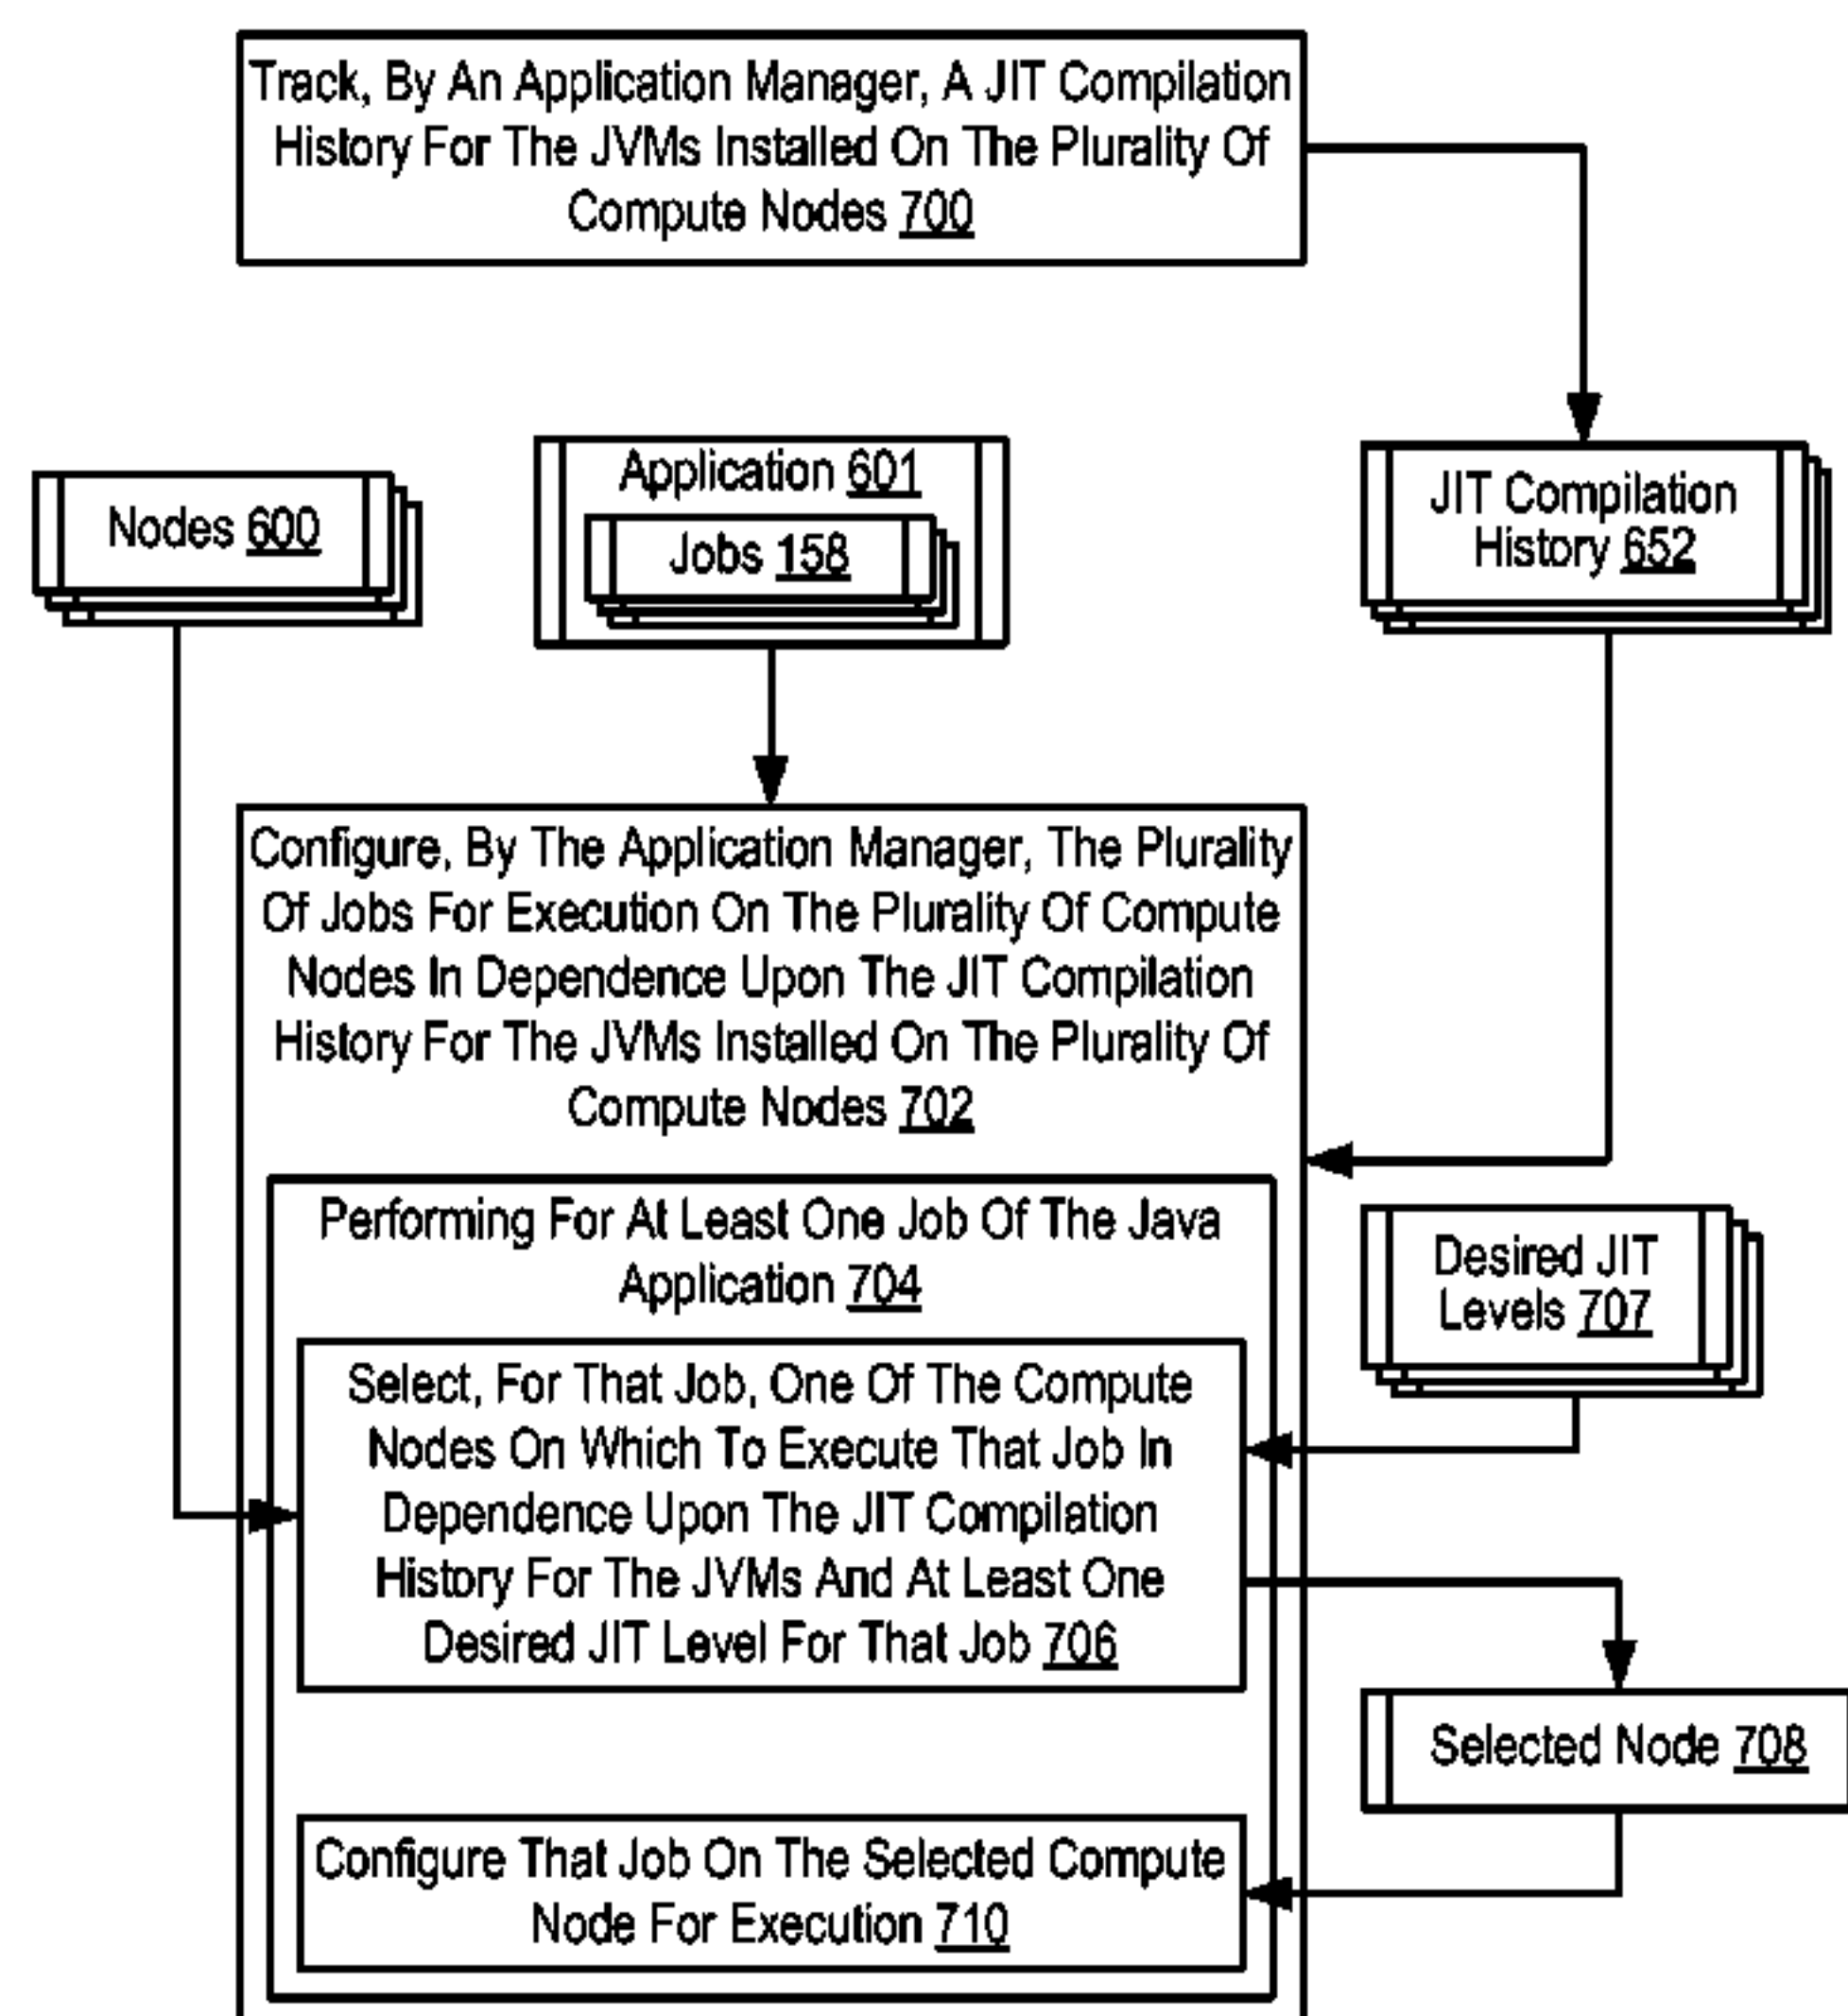 Track, By An Application Manager, A JIT Compilation
History For The JVMs Installed On The Plurality Of
Compute Nodes 700
Nodes 600
Application 601
Jobs 158
JIT Compilation
History 652
Configure, By The Application Manager, The Plurality
Of Jobs For Execution On The Plurality Of Compute
Nodes In Dependence Upon The JIT Compilation
History For The JVMs Installed On The Plurality Of
Compute Nodes 702
Performing For At Least One Job Of The Java
Application 704
Desired JIT
Levels 707
Select, For That Job, One Of The Compute
Nodes On Which To Execute That Job In
Dependence Upon The JIT Compilation
History For The JVMs And At Least One
Desired JIT Level For That Job 706
Selected Node 708
Configure That Job On The Selected Compute
Node For Execution 710